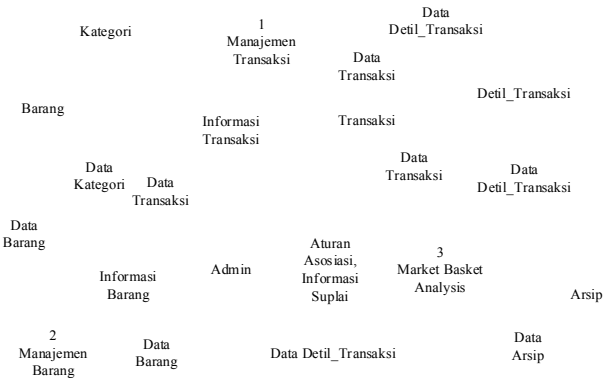 Kategori
1
Manajemen
Transaksi
Data
Detil_Transaksi
Data
Transaksi
Detil_Transaksi
Barang
Informasi
Transaksi
Transaksi
Data
Kategori
Data
Transaksi
Data
Transaksi
Data
Detil_Transaksi
Data
Barang
Informasi
Barang
Admin
Aturan
Asosiasi,
Informasi
Suplai
3
Market Basket
Analysis
Arsip
2
Manajemen
Barang
Data
Barang
Data Detil_Transaksi
Data
Arsip